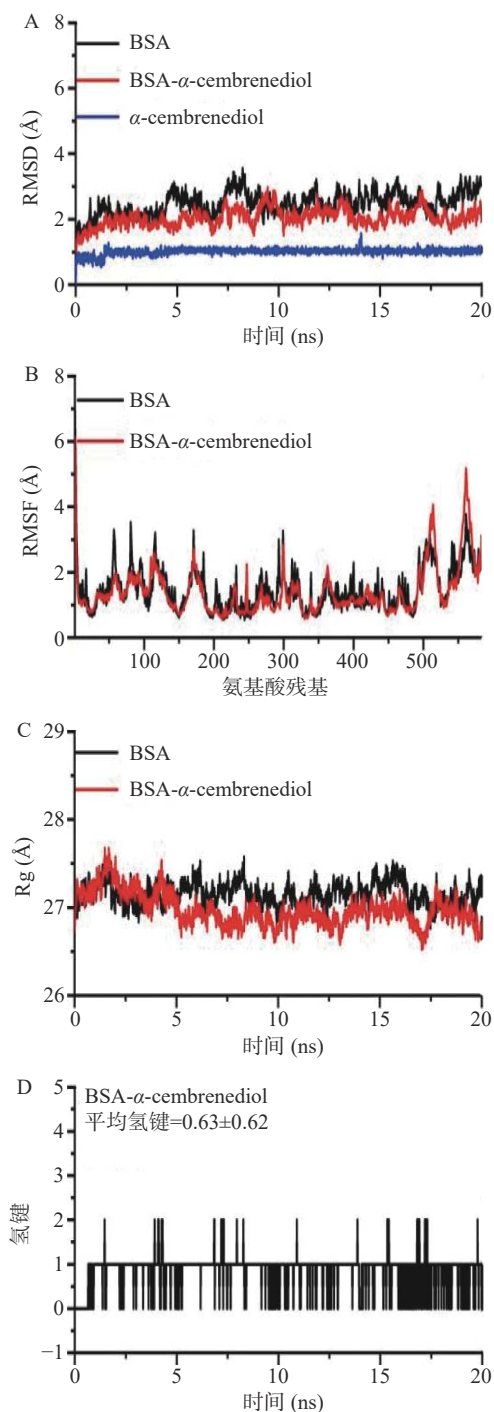 A
8
BSA
BSA-α-cembrenediol
6
α-cembrenediol
4
2
0
RMSD (Å)
0 5 10 15 20
时间 (ns)
B
8
BSA
6
BSA-α-cembrenediol
4
2
0
RMSF (Å)
100 200 300 400 500
氨基酸残基
C
29
BSA
BSA-α-cembrenediol
28
27
26
Rg (Å)
0 5 10 15 20
时间 (ns)
D
5
BSA-α-cembrenediol
平均氢键=0.63±0.62
4
3
2
1
0
−1
氢键
0 5 10 15 20
时间 (ns)